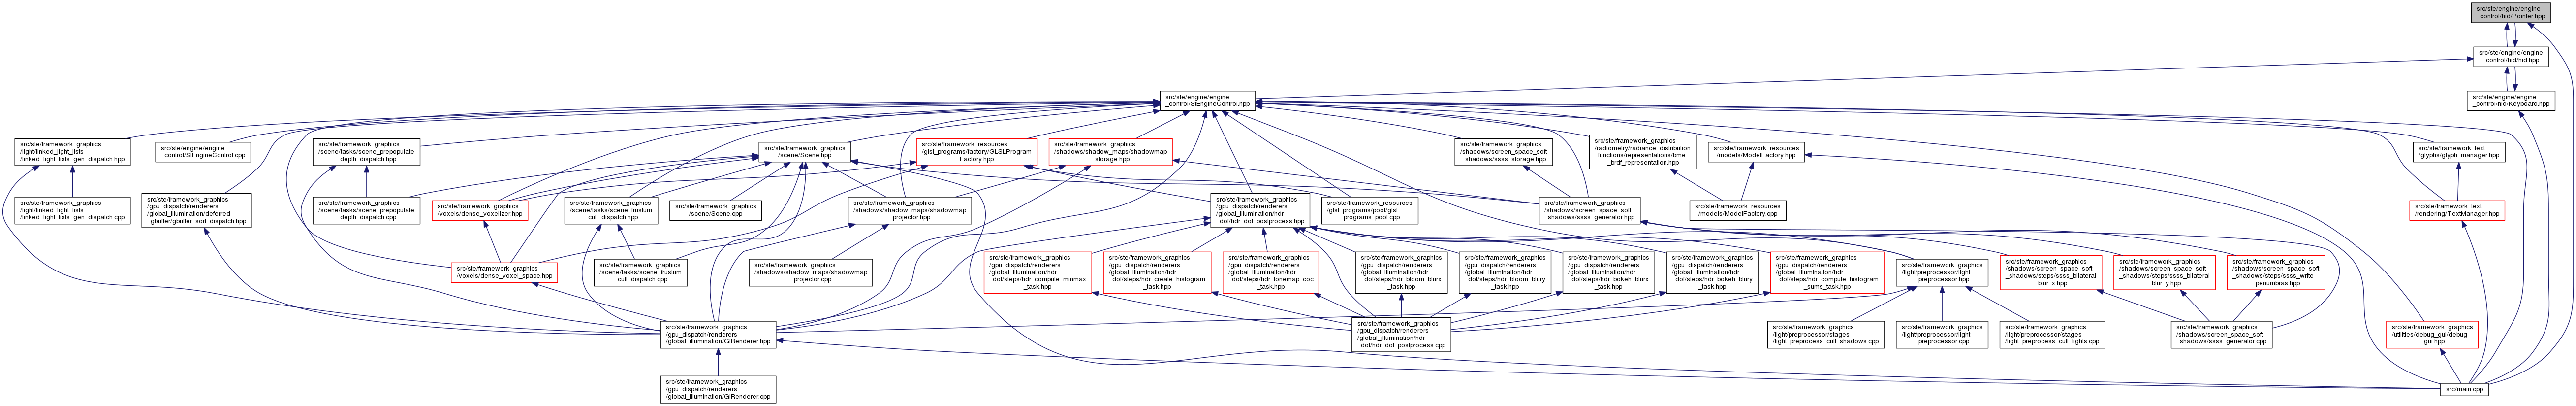 src/ste/engine/engine
_control/hid/Pointer.hpp
src/ste/engine/engine
_control/hid/hid.hpp
src/ste/engine/engine
_control/StEngineControl.hpp
src/ste/engine/engine
_control/hid/Keyboard.hpp
src/ste/framework_graphics
/light/linked_light_lists
/linked_light_lists_gen_dispatch.hpp
src/ste/engine/engine
_control/StEngineControl.cpp
src/ste/framework_graphics
/scene/tasks/scene_prepopulate
_depth_dispatch.hpp
src/ste/framework_graphics
/scene/Scene.hpp
src/ste/framework_resources
/glsl_programs/factory/GLSLProgram
Factory.hpp
src/ste/framework_graphics
/shadows/shadow_maps/shadowmap
_storage.hpp
src/ste/framework_graphics
/shadows/screen_space_soft
_shadows/ssss_storage.hpp
src/ste/framework_graphics
/radiometry/radiance_distribution
_functions/representations/bme
_brdf_representation.hpp
src/ste/framework_resources
/models/ModelFactory.hpp
src/ste/framework_text
/glyphs/glyph_manager.hpp
src/ste/framework_graphics
/light/linked_light_lists
/linked_light_lists_gen_dispatch.cpp
src/ste/framework_graphics
/gpu_dispatch/renderers
/global_illumination/deferred
_gbuffer/gbuffer_sort_dispatch.hpp
src/ste/framework_graphics
/scene/tasks/scene_prepopulate
_depth_dispatch.cpp
src/ste/framework_graphics
/voxels/dense_voxelizer.hpp
src/ste/framework_graphics
/scene/tasks/scene_frustum
_cull_dispatch.hpp
src/ste/framework_graphics
/scene/Scene.cpp
src/ste/framework_graphics
/shadows/shadow_maps/shadowmap
_projector.hpp
src/ste/framework_graphics
/gpu_dispatch/renderers
/global_illumination/hdr
_dof/hdr_dof_postprocess.hpp
src/ste/framework_resources
/glsl_programs/pool/glsl
_programs_pool.cpp
src/ste/framework_graphics
/shadows/screen_space_soft
_shadows/ssss_generator.hpp
src/ste/framework_resources
/models/ModelFactory.cpp
src/ste/framework_text
/rendering/TextManager.hpp
src/ste/framework_graphics
/voxels/dense_voxel_space.hpp
src/ste/framework_graphics
/scene/tasks/scene_frustum
_cull_dispatch.cpp
src/ste/framework_graphics
/shadows/shadow_maps/shadowmap
_projector.cpp
src/ste/framework_graphics
/gpu_dispatch/renderers
/global_illumination/hdr
_dof/steps/hdr_compute_minmax
_task.hpp
src/ste/framework_graphics
/gpu_dispatch/renderers
/global_illumination/hdr
_dof/steps/hdr_create_histogram
_task.hpp
src/ste/framework_graphics
/gpu_dispatch/renderers
/global_illumination/hdr
_dof/steps/hdr_tonemap_coc
_task.hpp
src/ste/framework_graphics
/gpu_dispatch/renderers
/global_illumination/hdr
_dof/steps/hdr_bloom_blurx
_task.hpp
src/ste/framework_graphics
/gpu_dispatch/renderers
/global_illumination/hdr
_dof/steps/hdr_bloom_blury
_task.hpp
src/ste/framework_graphics
/gpu_dispatch/renderers
/global_illumination/hdr
_dof/steps/hdr_bokeh_blurx
_task.hpp
src/ste/framework_graphics
/gpu_dispatch/renderers
/global_illumination/hdr
_dof/steps/hdr_bokeh_blury
_task.hpp
src/ste/framework_graphics
/gpu_dispatch/renderers
/global_illumination/hdr
_dof/steps/hdr_compute_histogram
_sums_task.hpp
src/ste/framework_graphics
/light/preprocessor/light
_preprocessor.hpp
src/ste/framework_graphics
/shadows/screen_space_soft
_shadows/steps/ssss_bilateral
_blur_x.hpp
src/ste/framework_graphics
/shadows/screen_space_soft
_shadows/steps/ssss_bilateral
_blur_y.hpp
src/ste/framework_graphics
/shadows/screen_space_soft
_shadows/steps/ssss_write
_penumbras.hpp
src/ste/framework_graphics
/gpu_dispatch/renderers
/global_illumination/GIRenderer.hpp
src/ste/framework_graphics
/gpu_dispatch/renderers
/global_illumination/hdr
_dof/hdr_dof_postprocess.cpp
src/ste/framework_graphics
/light/preprocessor/stages
/light_preprocess_cull_shadows.cpp
src/ste/framework_graphics
/light/preprocessor/light
_preprocessor.cpp
src/ste/framework_graphics
/light/preprocessor/stages
/light_preprocess_cull_lights.cpp
src/ste/framework_graphics
/shadows/screen_space_soft
_shadows/ssss_generator.cpp
src/ste/framework_graphics
/utilities/debug_gui/debug
_gui.hpp
src/ste/framework_graphics
/gpu_dispatch/renderers
/global_illumination/GIRenderer.cpp
src/main.cpp